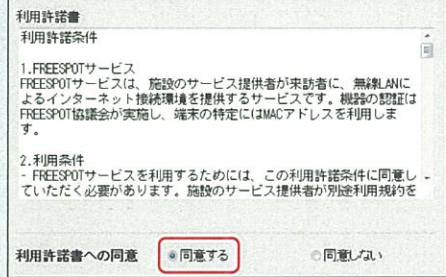 利用許諾書
利用許諾条件
1.FREESPOTサービス
FREESPOTサービスは、施設のサービス提供者が来訪者に、無線LANに
よるインターネット接続環境を提供するサービスです。機器の認証は
FREESPOT協議会が実施し、端末の特定にはMACアドレスを利用しま
す。
2.利用条件
- FREESPOTサービスを利用するためには、この利用許諾条件に同意し
ていただく必要があります。施設のサービス提供者が別途利用規約を
利用許諾書への同意 同意する 同意しない